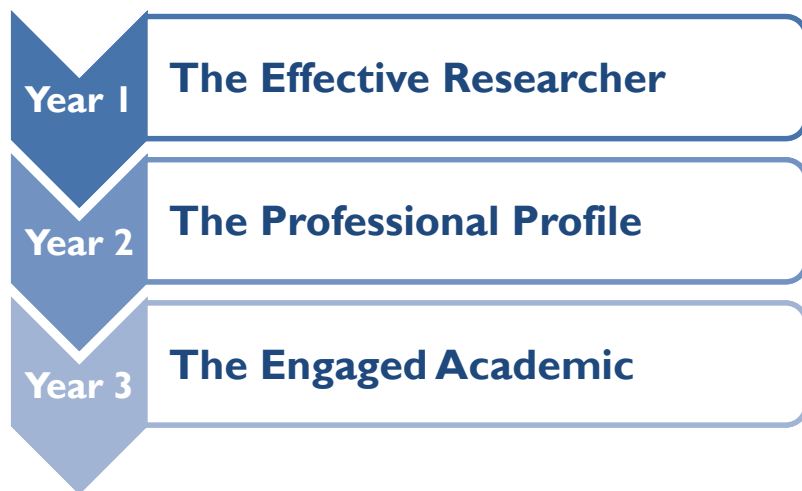 Year 1
The Effective Researcher
Year 2
The Professional Profile
Year 3
The Engaged Academic